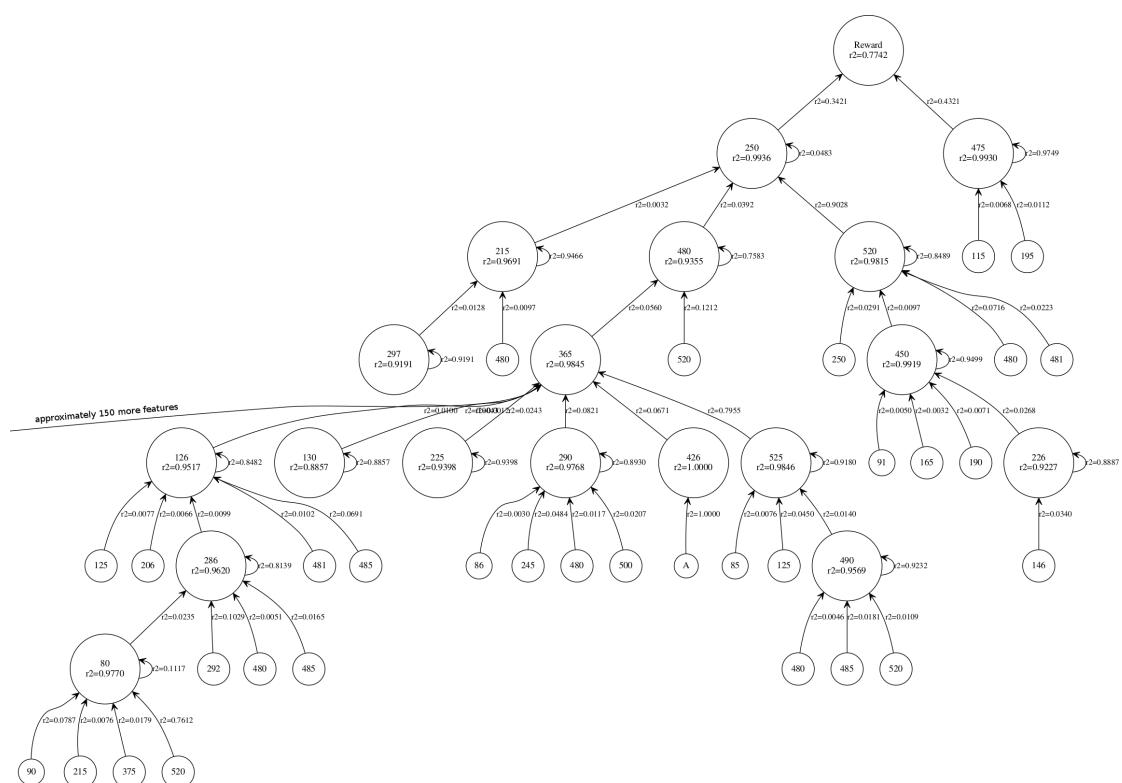 Reward
r2=0.7742
r2=0.3421
r2=0.4321
250
r2=0.9936
r2=0.0483
475
r2=0.9930
r2=0.9749
r2=0.0032
r2=0.0392
r2=0.9028
r2=0.0068
r2=0.0112
215
r2=0.9691
r2=0.9466
480
r2=0.9355
r2=0.7583
520
r2=0.9815
r2=0.8489
115
195
r2=0.0128
r2=0.0097
r2=0.0560
r2=0.1212
r2=0.0291
r2=0.0097
r2=0.0716
r2=0.0223
297
r2=0.9191
r2=0.9191
480
365
r2=0.9845
520
250
450
r2=0.9919
r2=0.9499
480
481
approximately 150 more features
r2=0.0100
r2=0.0243
r2=0.0821
r2=0.0671
r2=0.7955
r2=0.0050
r2=0.0032
r2=0.0071
r2=0.0268
126
r2=0.9517
r2=0.8482
130
r2=0.8857
r2=0.8857
225
r2=0.9398
r2=0.9398
290
r2=0.9768
r2=0.8930
426
r2=1.0000
525
r2=0.9846
r2=0.9180
91
165
190
226
r2=0.9227
r2=0.8887
r2=0.0077
r2=0.0066
r2=0.0099
r2=0.0102
r2=0.0691
r2=0.0030
r2=0.0484
r2=0.0117
r2=0.0207
r2=1.0000
r2=0.0076
r2=0.0450
r2=0.0140
r2=0.0340
125
206
286
r2=0.9620
r2=0.8139
481
485
86
245
480
500
A
85
125
490
r2=0.9569
r2=0.9232
146
r2=0.0235
r2=0.1029
r2=0.0051
r2=0.0165
r2=0.0046
r2=0.0181
r2=0.0109
80
r2=0.9770
r2=0.1117
292
480
485
480
485
520
r2=0.0787
r2=0.0076
r2=0.0179
r2=0.7612
90
215
375
520